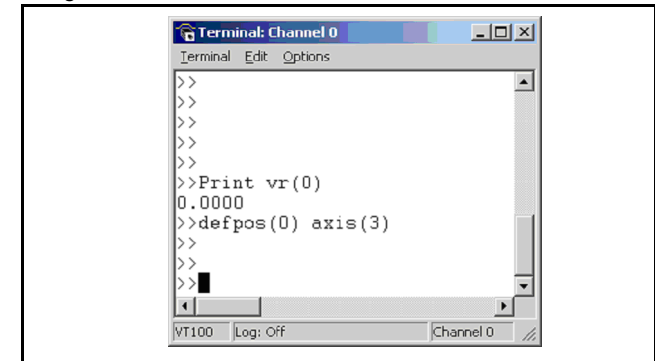 Terminal: Channel 0
Terminal Edit Options
>>
>>
>>
>>
>>
>>Print vr(0)
0.0000
>>defpos(0) axis(3)
>>
>>
>>
VT100 Log: Off Channel 0